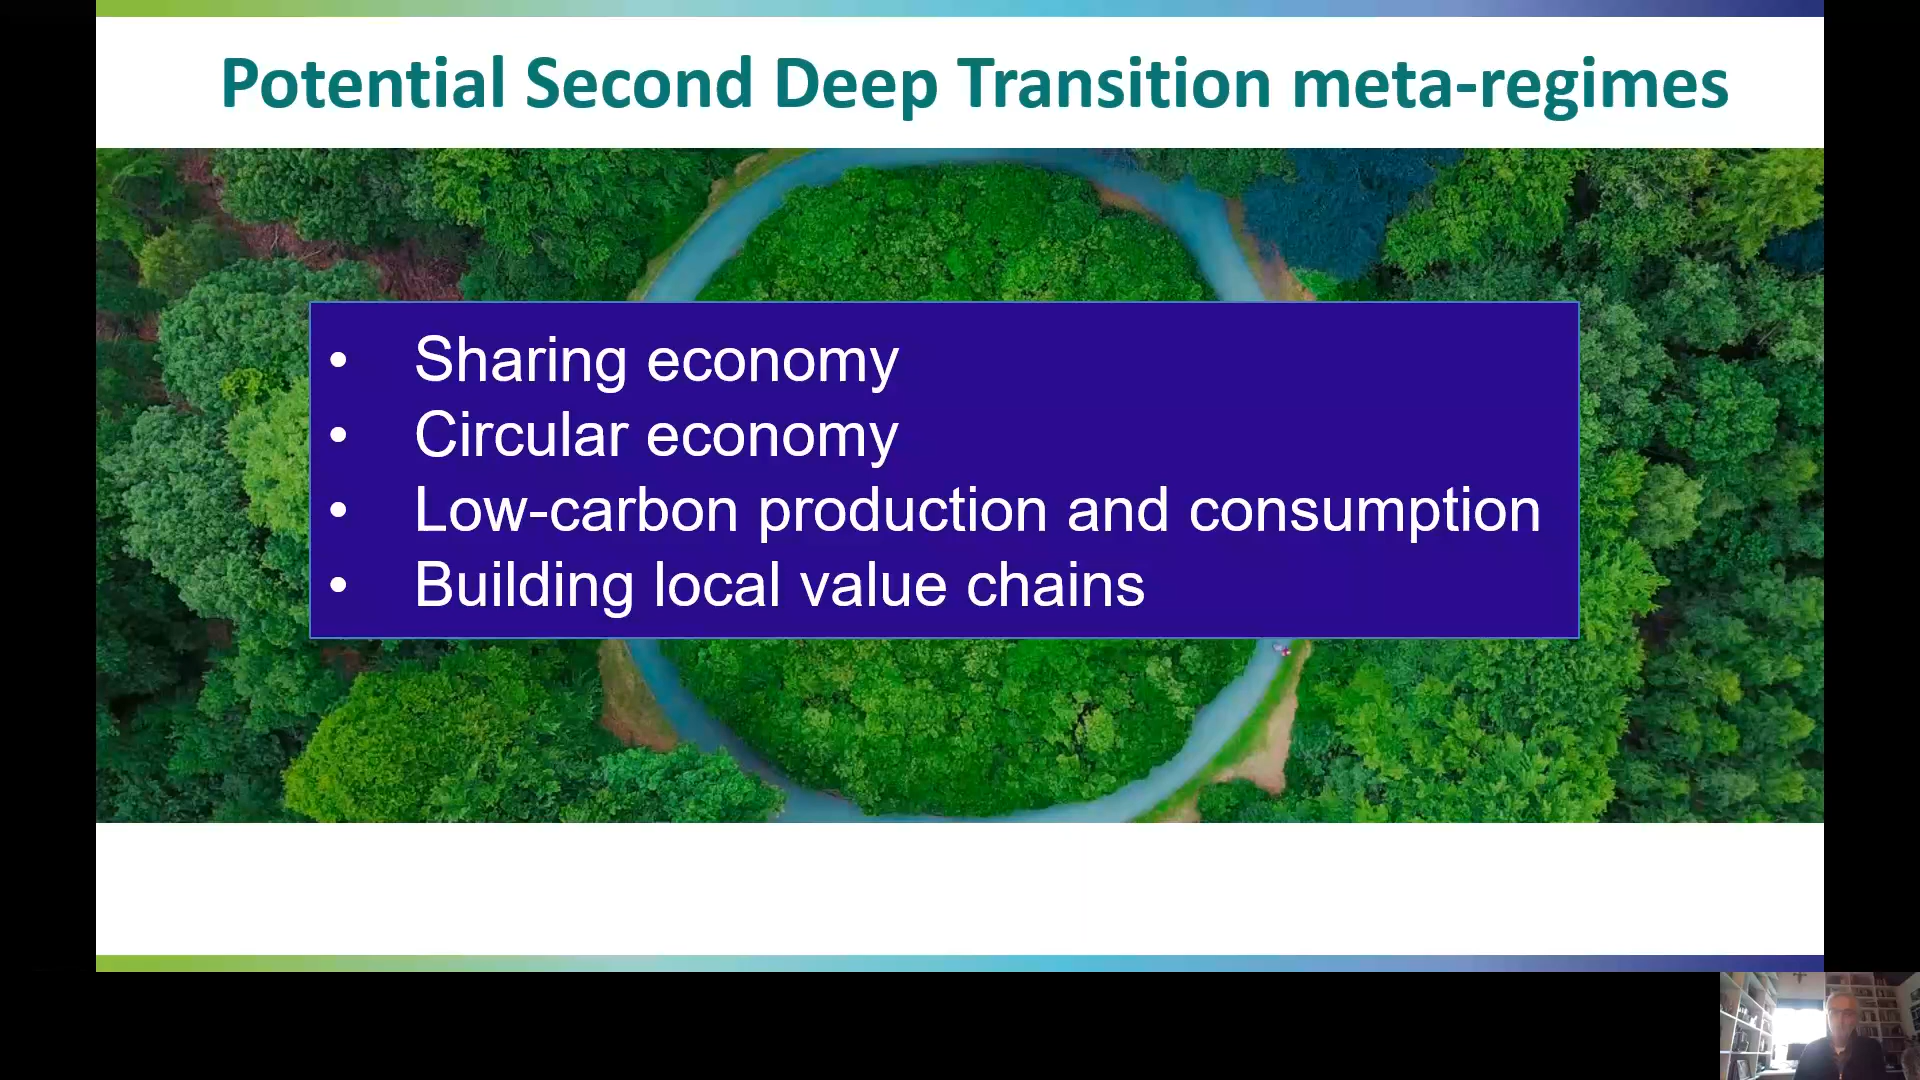 Potential Second Deep Transition meta-regimes
• Sharing economy
• Circular economy
• Low-carbon production and consumption
• Building local value chains